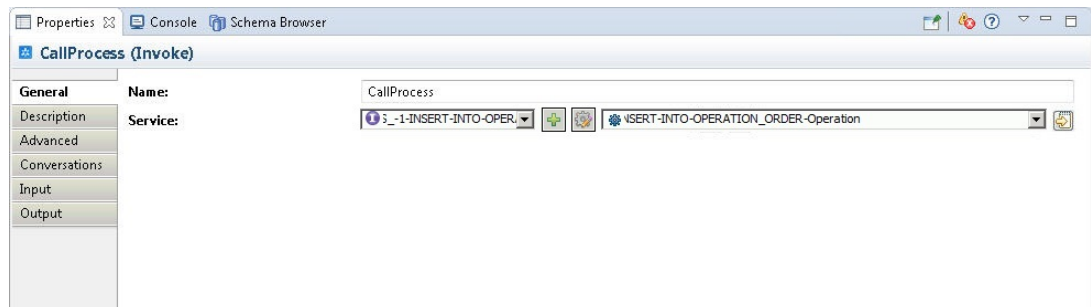 Properties Console Schema Browser
CallProcess (Invoke)
General
Name: CallProcess
Description
Service: S_-1-INSERT-INTO-OPER NSERT-INTO-OPERATION_ORDER-Operation
Advanced
Conversations
Input
Output